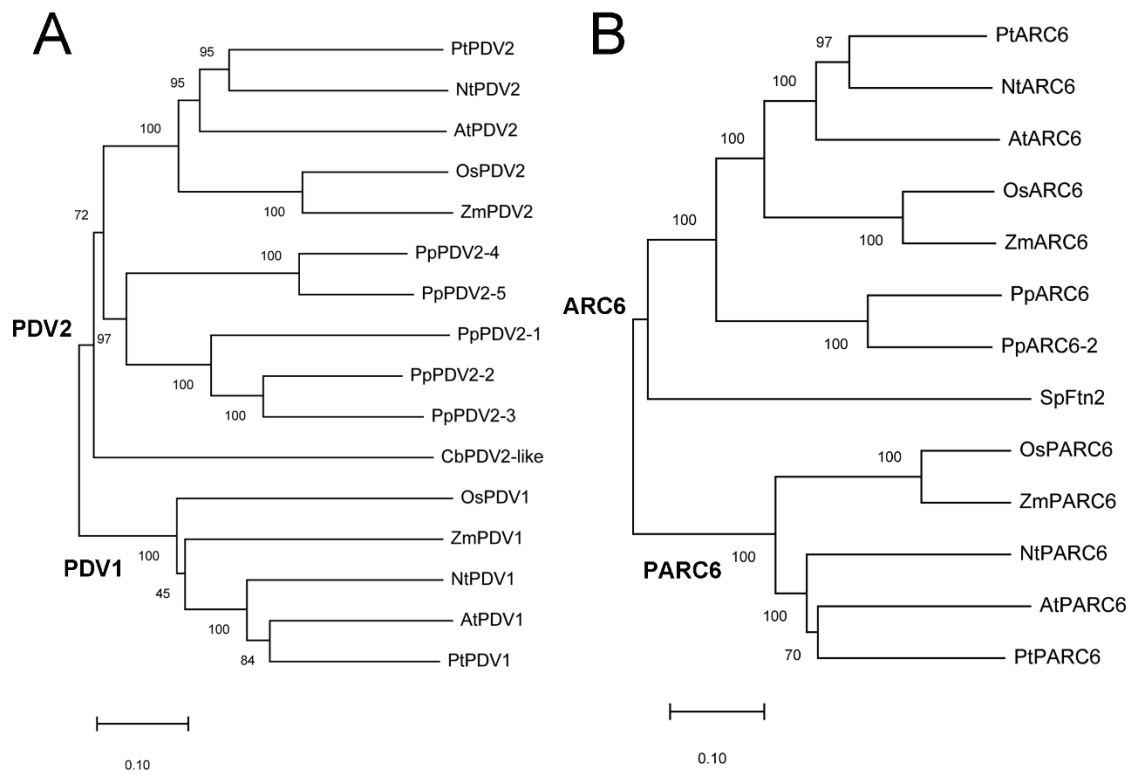 A
95
PtPDV2
95
NtPDV2
100
AtPDV2
OsPDV2
100
ZmPDV2
72
100
PpPDV2-4
PpPDV2-5
PDV2
97
PpPDV2-1
100
PpPDV2-2
100
PpPDV2-3
CbPDV2-like
OsPDV1
100
ZmPDV1
PDV1
45
NtPDV1
100
AtPDV1
84
PtPDV1
0.10
B
97
PtARC6
100
NtARC6
100
AtARC6
OsARC6
100
ZmARC6
100
PpARC6
ARC6
100
PpARC6-2
SpFtn2
100
OsPARC6
ZmPARC6
100
PARC6
NtPARC6
100
AtPARC6
70
PtPARC6
0.10